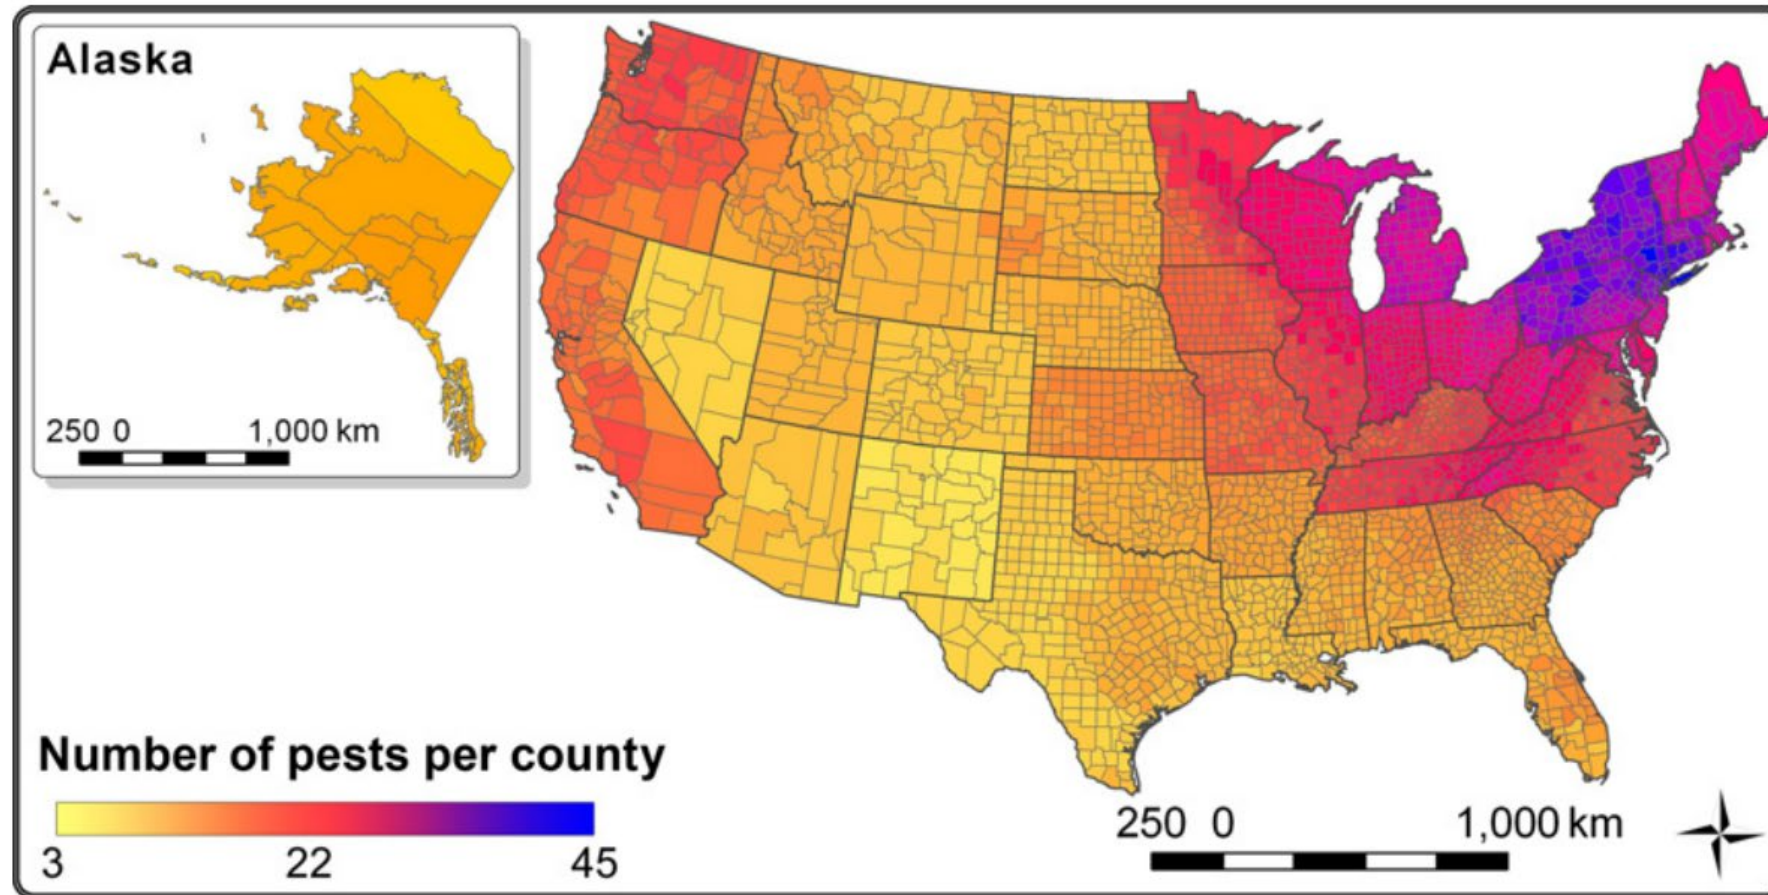 Alaska
250 0 1,000 km
Number of pests per county
3 22 45
250 0 1,000 km